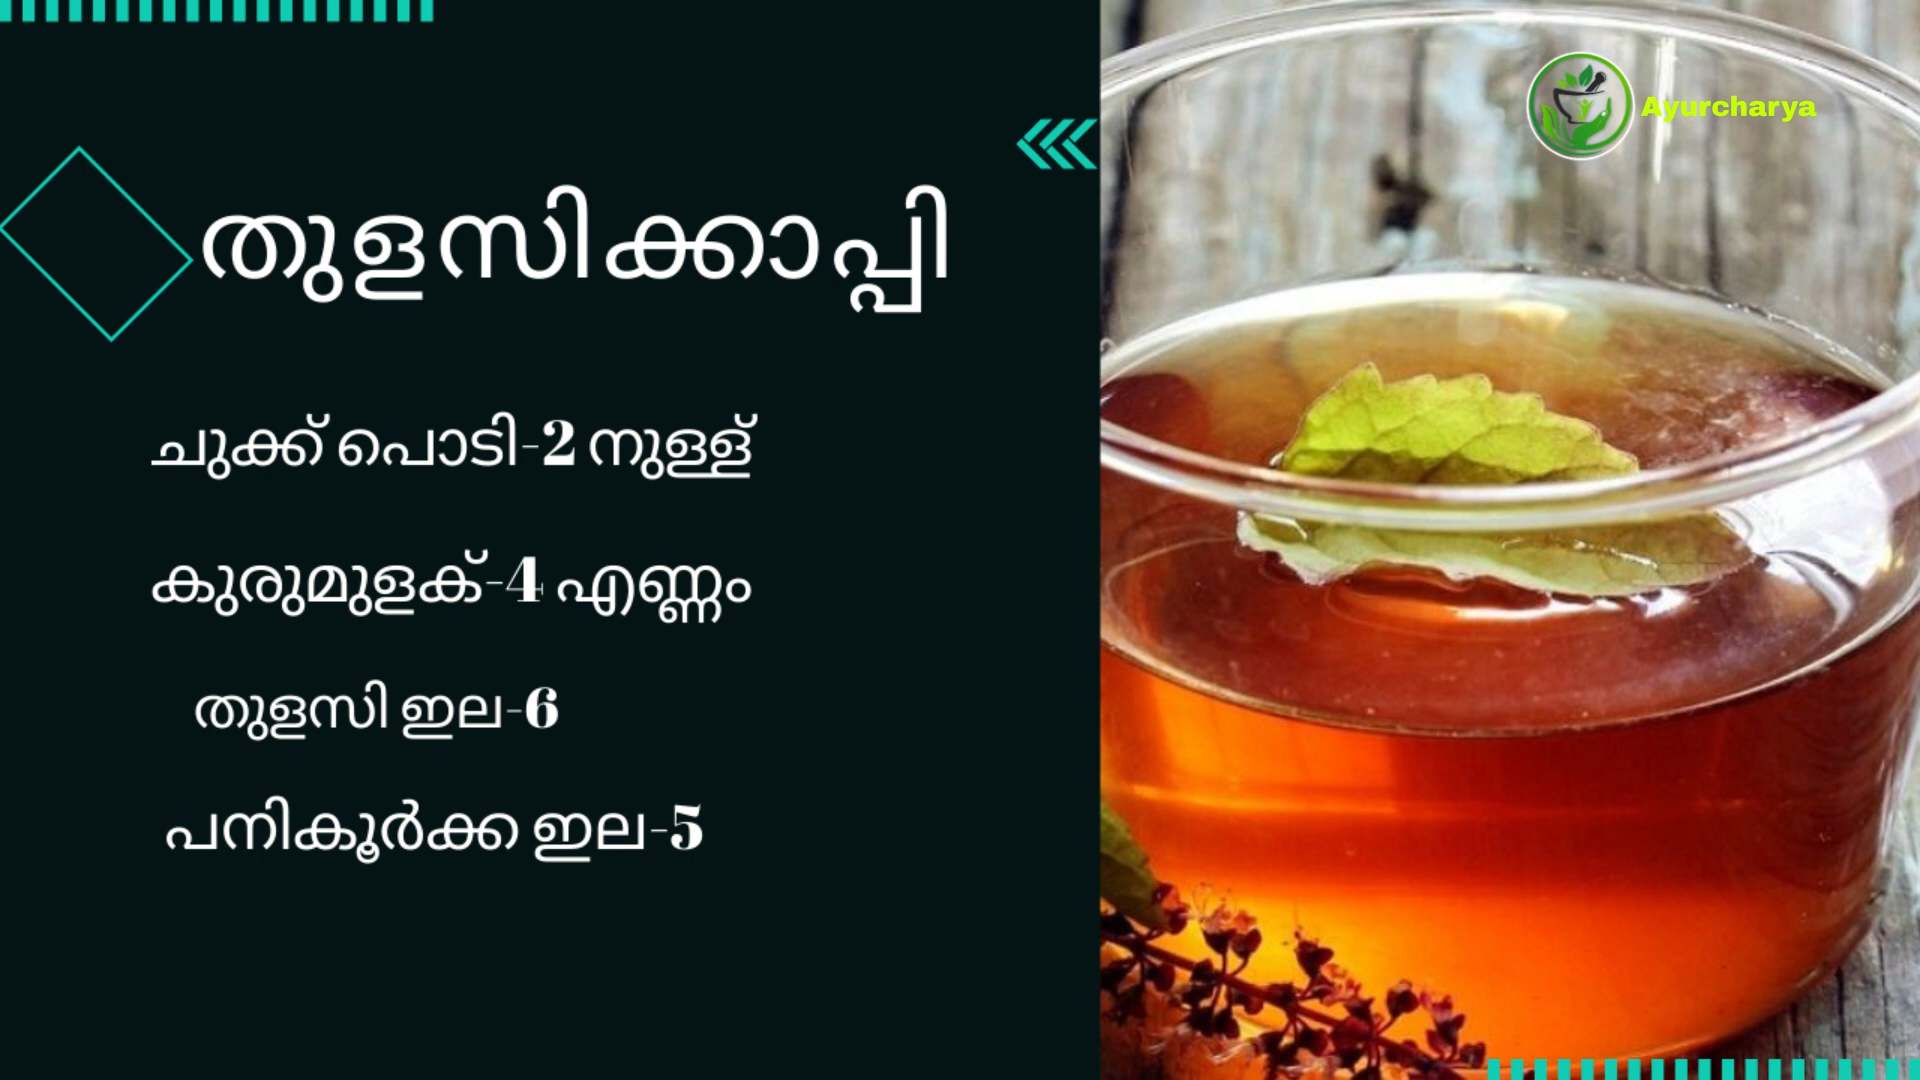 Ayurcharya
തുളസിക്കാപ്പി
ചുക്ക് പൊടി-2 നുള്ള്
കുരുമുളക്-4 എണ്ണം
തുളസി ഇല-6
പനികൂർക്ക ഇല-5